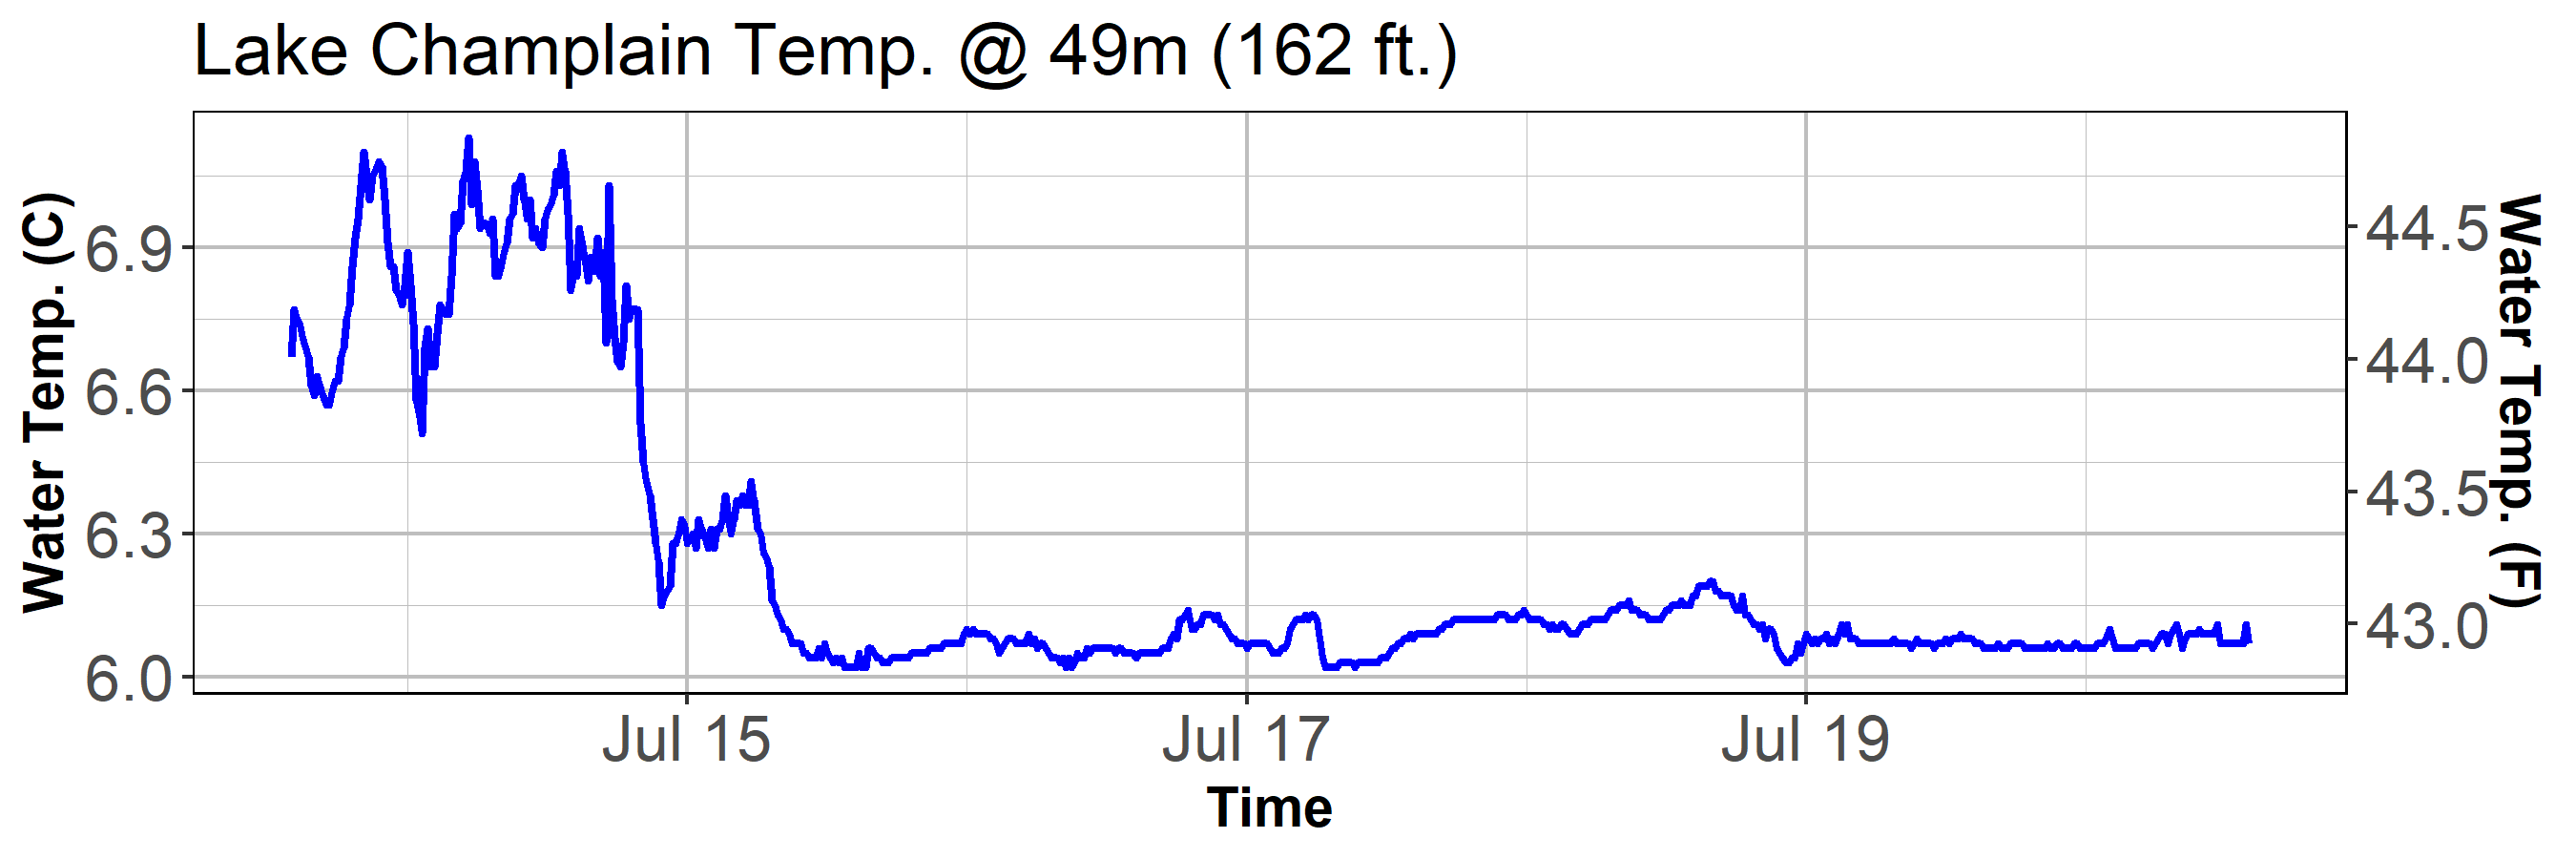 Lake Champlain Temp. @ 49m (162 ft.)
Water Temp. (C)
6.9
6.6
6.3
6.0
44.5
44.0
43.5
43.0
Water Temp. (F)
Jul 15
Jul 17
Jul 19
Time